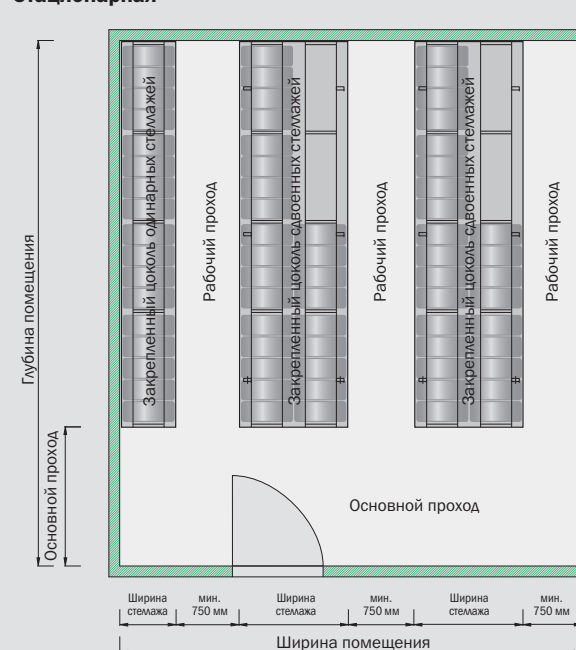 Стационарная
Глубина помещения
Основной проход
Закрепленный цоколь одинарных стеллажей
Рабочий проход
Закрепленный цоколь сдвоенных стеллажей
Рабочий проход
Закрепленный цоколь сдвоенных стеллажей
Рабочий проход
Основной проход
Ширина
стеллажа
мин.
750 мм
Ширина
стеллажа
мин.
750 мм
Ширина
стеллажа
мин.
750 мм
Ширина помещения